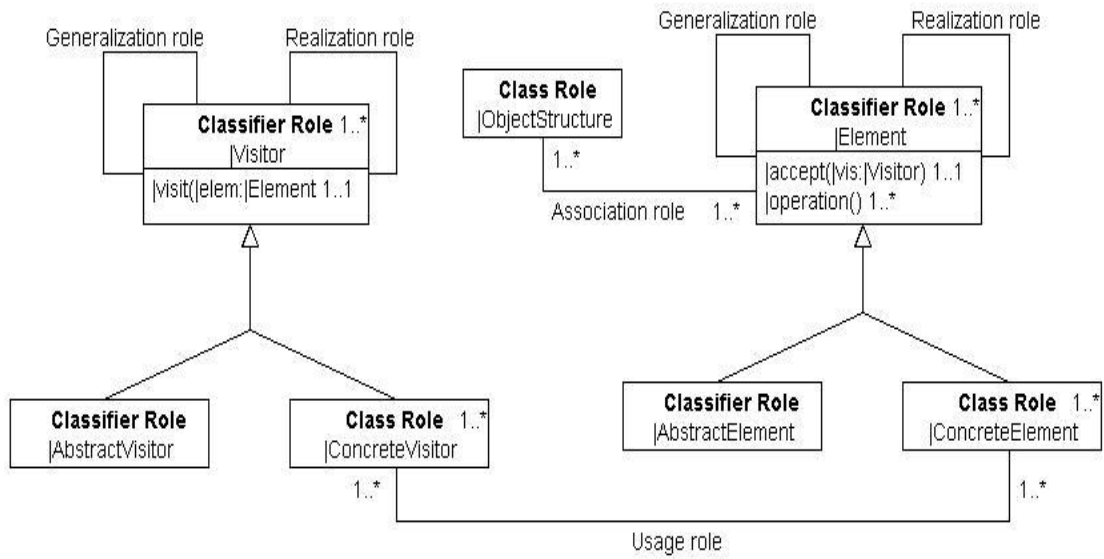 Generalization role
Realization role
Classifier Role 1..*
|Visitor
|visit(|elem:|Element 1..1
Class Role
|ObjectStructure
1..*
Association role
1..*
Generalization role
Realization role
Classifier Role 1..*
|Element
|accept(|vis:|Visitor) 1..1
|operation() 1..*
Classifier Role
|AbstractVisitor
Class Role 1..*
|ConcreteVisitor
1..*
Classifier Role
|AbstractElement
Class Role 1..*
|ConcreteElement
1..*
Usage role